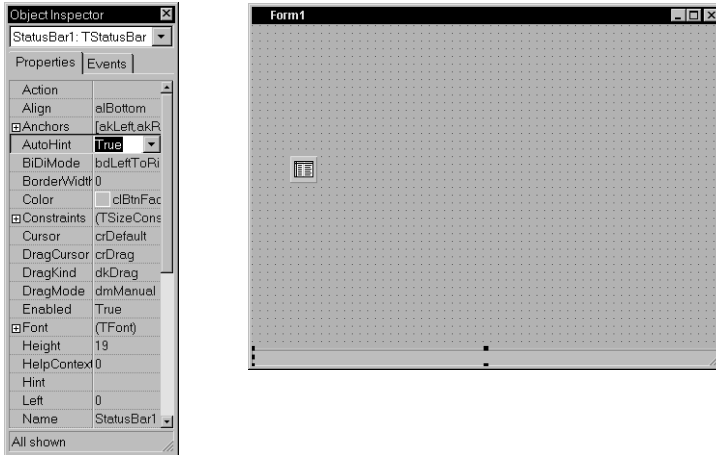 Object Inspector
StatusBar1: TStatusBar
Properties Events
Action
Align alBottom
Anchors [akLeft,akR
AutoHint True
BiDiMode bdLeftToRi
BorderWidth 0
Color clBtnFac
Constraints (TSizeCons
Cursor crDefault
DragCursor crDrag
DragKind dkDrag
DragMode dmManual
Enabled True
Font (TFont)
Height 19
HelpContext 0
Hint
Left 0
Name StatusBar1
All shown
Form1